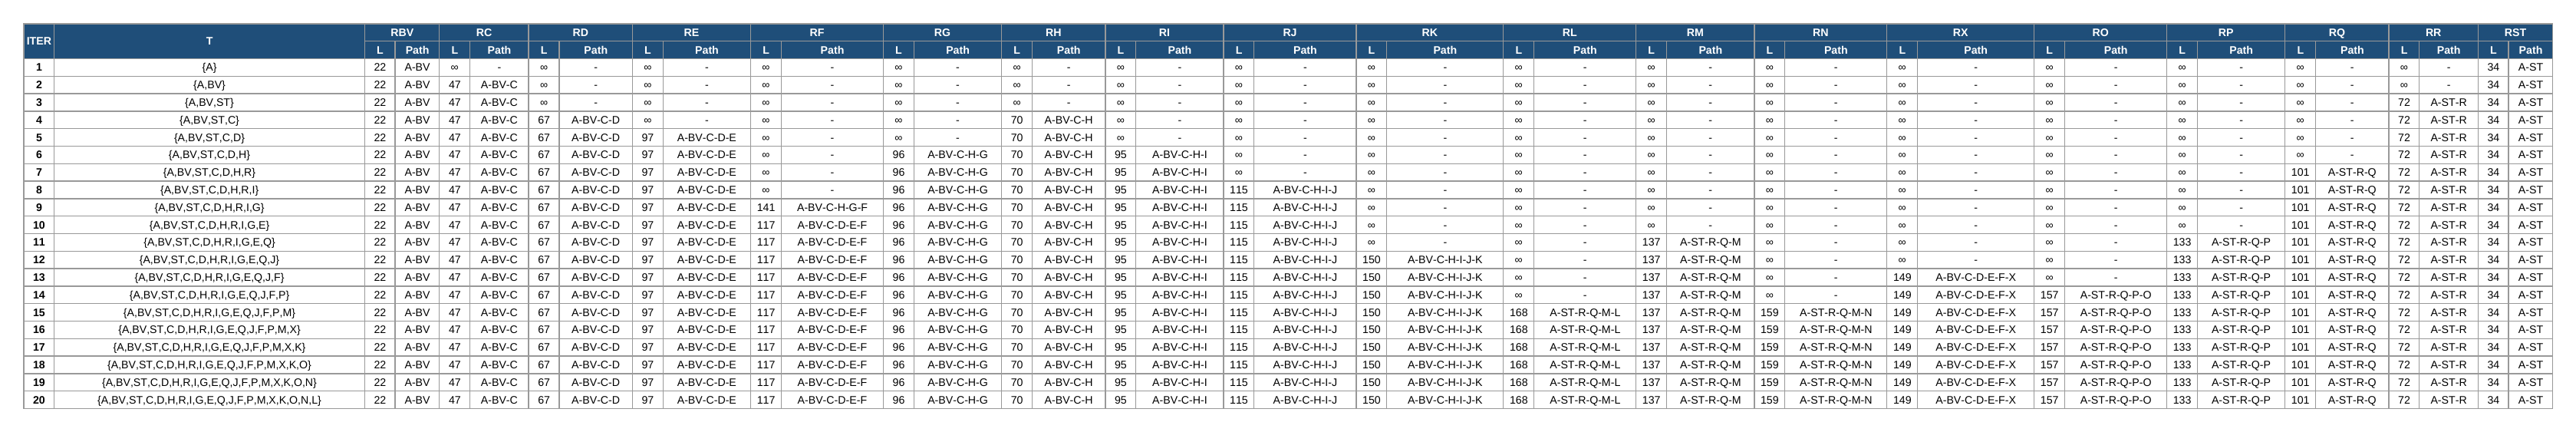 ITER T RBV RC RD RE RF RG RH RI RJ RK RL RM RN RX RO RP RQ RR RST
L Path L Path L Path L Path L Path L Path L Path L Path L Path L Path L Path L Path L Path L Path L Path L Path L Path L Path L Path
1 {A} 22 A-BV ∞ - ∞ - ∞ - ∞ - ∞ - ∞ - ∞ - ∞ - ∞ - ∞ - ∞ - ∞ - ∞ - ∞ - ∞ - ∞ - ∞ - 34 A-ST
2 {A,BV} 22 A-BV 47 A-BV-C ∞ - ∞ - ∞ - ∞ - ∞ - ∞ - ∞ - ∞ - ∞ - ∞ - ∞ - ∞ - ∞ - ∞ - ∞ - ∞ - 34 A-ST
3 {A,BV,ST} 22 A-BV 47 A-BV-C ∞ - ∞ - ∞ - ∞ - ∞ - ∞ - ∞ - ∞ - ∞ - ∞ - ∞ - ∞ - ∞ - ∞ - ∞ - 72 A-ST-R 34 A-ST
4 {A,BV,ST,C} 22 A-BV 47 A-BV-C 67 A-BV-C-D ∞ - ∞ - ∞ - 70 A-BV-C-H ∞ - ∞ - ∞ - ∞ - ∞ - ∞ - ∞ - ∞ - ∞ - ∞ - 72 A-ST-R 34 A-ST
5 {A,BV,ST,C,D} 22 A-BV 47 A-BV-C 67 A-BV-C-D 97 A-BV-C-D-E ∞ - ∞ - 70 A-BV-C-H ∞ - ∞ - ∞ - ∞ - ∞ - ∞ - ∞ - ∞ - ∞ - ∞ - 72 A-ST-R 34 A-ST
6 {A,BV,ST,C,D,H} 22 A-BV 47 A-BV-C 67 A-BV-C-D 97 A-BV-C-D-E ∞ - 96 A-BV-C-H-G 70 A-BV-C-H 95 A-BV-C-H-I ∞ - ∞ - ∞ - ∞ - ∞ - ∞ - ∞ - ∞ - ∞ - 72 A-ST-R 34 A-ST
7 {A,BV,ST,C,D,H,R} 22 A-BV 47 A-BV-C 67 A-BV-C-D 97 A-BV-C-D-E ∞ - 96 A-BV-C-H-G 70 A-BV-C-H 95 A-BV-C-H-I ∞ - ∞ - ∞ - ∞ - ∞ - ∞ - ∞ - ∞ - 101 A-ST-R-Q 72 A-ST-R 34 A-ST
8 {A,BV,ST,C,D,H,R,I} 22 A-BV 47 A-BV-C 67 A-BV-C-D 97 A-BV-C-D-E ∞ - 96 A-BV-C-H-G 70 A-BV-C-H 95 A-BV-C-H-I 115 A-BV-C-H-I-J ∞ - ∞ - ∞ - ∞ - ∞ - ∞ - ∞ - 101 A-ST-R-Q 72 A-ST-R 34 A-ST
9 {A,BV,ST,C,D,H,R,I,G} 22 A-BV 47 A-BV-C 67 A-BV-C-D 97 A-BV-C-D-E 141 A-BV-C-H-G-F 96 A-BV-C-H-G 70 A-BV-C-H 95 A-BV-C-H-I 115 A-BV-C-H-I-J ∞ - ∞ - ∞ - ∞ - ∞ - ∞ - ∞ - 101 A-ST-R-Q 72 A-ST-R 34 A-ST
10 {A,BV,ST,C,D,H,R,I,G,E} 22 A-BV 47 A-BV-C 67 A-BV-C-D 97 A-BV-C-D-E 117 A-BV-C-D-E-F 96 A-BV-C-H-G 70 A-BV-C-H 95 A-BV-C-H-I 115 A-BV-C-H-I-J ∞ - ∞ - ∞ - ∞ - ∞ - ∞ - ∞ - 101 A-ST-R-Q 72 A-ST-R 34 A-ST
11 {A,BV,ST,C,D,H,R,I,G,E,Q} 22 A-BV 47 A-BV-C 67 A-BV-C-D 97 A-BV-C-D-E 117 A-BV-C-D-E-F 96 A-BV-C-H-G 70 A-BV-C-H 95 A-BV-C-H-I 115 A-BV-C-H-I-J ∞ - ∞ - 137 A-ST-R-Q-M ∞ - ∞ - ∞ - 133 A-ST-R-Q-P 101 A-ST-R-Q 72 A-ST-R 34 A-ST
12 {A,BV,ST,C,D,H,R,I,G,E,Q,J} 22 A-BV 47 A-BV-C 67 A-BV-C-D 97 A-BV-C-D-E 117 A-BV-C-D-E-F 96 A-BV-C-H-G 70 A-BV-C-H 95 A-BV-C-H-I 115 A-BV-C-H-I-J 150 A-BV-C-H-I-J-K ∞ - 137 A-ST-R-Q-M ∞ - ∞ - ∞ - 133 A-ST-R-Q-P 101 A-ST-R-Q 72 A-ST-R 34 A-ST
13 {A,BV,ST,C,D,H,R,I,G,E,Q,J,F} 22 A-BV 47 A-BV-C 67 A-BV-C-D 97 A-BV-C-D-E 117 A-BV-C-D-E-F 96 A-BV-C-H-G 70 A-BV-C-H 95 A-BV-C-H-I 115 A-BV-C-H-I-J 150 A-BV-C-H-I-J-K ∞ - 137 A-ST-R-Q-M ∞ - 149 A-BV-C-D-E-F-X ∞ - 133 A-ST-R-Q-P 101 A-ST-R-Q 72 A-ST-R 34 A-ST
14 {A,BV,ST,C,D,H,R,I,G,E,Q,J,F,P} 22 A-BV 47 A-BV-C 67 A-BV-C-D 97 A-BV-C-D-E 117 A-BV-C-D-E-F 96 A-BV-C-H-G 70 A-BV-C-H 95 A-BV-C-H-I 115 A-BV-C-H-I-J 150 A-BV-C-H-I-J-K ∞ - 137 A-ST-R-Q-M ∞ - 149 A-BV-C-D-E-F-X 157 A-ST-R-Q-P-O 133 A-ST-R-Q-P 101 A-ST-R-Q 72 A-ST-R 34 A-ST
15 {A,BV,ST,C,D,H,R,I,G,E,Q,J,F,P,M} 22 A-BV 47 A-BV-C 67 A-BV-C-D 97 A-BV-C-D-E 117 A-BV-C-D-E-F 96 A-BV-C-H-G 70 A-BV-C-H 95 A-BV-C-H-I 115 A-BV-C-H-I-J 150 A-BV-C-H-I-J-K 168 A-ST-R-Q-M-L 137 A-ST-R-Q-M 159 A-ST-R-Q-M-N 149 A-BV-C-D-E-F-X 157 A-ST-R-Q-P-O 133 A-ST-R-Q-P 101 A-ST-R-Q 72 A-ST-R 34 A-ST
16 {A,BV,ST,C,D,H,R,I,G,E,Q,J,F,P,M,X} 22 A-BV 47 A-BV-C 67 A-BV-C-D 97 A-BV-C-D-E 117 A-BV-C-D-E-F 96 A-BV-C-H-G 70 A-BV-C-H 95 A-BV-C-H-I 115 A-BV-C-H-I-J 150 A-BV-C-H-I-J-K 168 A-ST-R-Q-M-L 137 A-ST-R-Q-M 159 A-ST-R-Q-M-N 149 A-BV-C-D-E-F-X 157 A-ST-R-Q-P-O 133 A-ST-R-Q-P 101 A-ST-R-Q 72 A-ST-R 34 A-ST
17 {A,BV,ST,C,D,H,R,I,G,E,Q,J,F,P,M,X,K} 22 A-BV 47 A-BV-C 67 A-BV-C-D 97 A-BV-C-D-E 117 A-BV-C-D-E-F 96 A-BV-C-H-G 70 A-BV-C-H 95 A-BV-C-H-I 115 A-BV-C-H-I-J 150 A-BV-C-H-I-J-K 168 A-ST-R-Q-M-L 137 A-ST-R-Q-M 159 A-ST-R-Q-M-N 149 A-BV-C-D-E-F-X 157 A-ST-R-Q-P-O 133 A-ST-R-Q-P 101 A-ST-R-Q 72 A-ST-R 34 A-ST
18 {A,BV,ST,C,D,H,R,I,G,E,Q,J,F,P,M,X,K,O} 22 A-BV 47 A-BV-C 67 A-BV-C-D 97 A-BV-C-D-E 117 A-BV-C-D-E-F 96 A-BV-C-H-G 70 A-BV-C-H 95 A-BV-C-H-I 115 A-BV-C-H-I-J 150 A-BV-C-H-I-J-K 168 A-ST-R-Q-M-L 137 A-ST-R-Q-M 159 A-ST-R-Q-M-N 149 A-BV-C-D-E-F-X 157 A-ST-R-Q-P-O 133 A-ST-R-Q-P 101 A-ST-R-Q 72 A-ST-R 34 A-ST
19 {A,BV,ST,C,D,H,R,I,G,E,Q,J,F,P,M,X,K,O,N} 22 A-BV 47 A-BV-C 67 A-BV-C-D 97 A-BV-C-D-E 117 A-BV-C-D-E-F 96 A-BV-C-H-G 70 A-BV-C-H 95 A-BV-C-H-I 115 A-BV-C-H-I-J 150 A-BV-C-H-I-J-K 168 A-ST-R-Q-M-L 137 A-ST-R-Q-M 159 A-ST-R-Q-M-N 149 A-BV-C-D-E-F-X 157 A-ST-R-Q-P-O 133 A-ST-R-Q-P 101 A-ST-R-Q 72 A-ST-R 34 A-ST
20 {A,BV,ST,C,D,H,R,I,G,E,Q,J,F,P,M,X,K,O,N,L} 22 A-BV 47 A-BV-C 67 A-BV-C-D 97 A-BV-C-D-E 117 A-BV-C-D-E-F 96 A-BV-C-H-G 70 A-BV-C-H 95 A-BV-C-H-I 115 A-BV-C-H-I-J 150 A-BV-C-H-I-J-K 168 A-ST-R-Q-M-L 137 A-ST-R-Q-M 159 A-ST-R-Q-M-N 149 A-BV-C-D-E-F-X 157 A-ST-R-Q-P-O 133 A-ST-R-Q-P 101 A-ST-R-Q 72 A-ST-R 34 A-ST